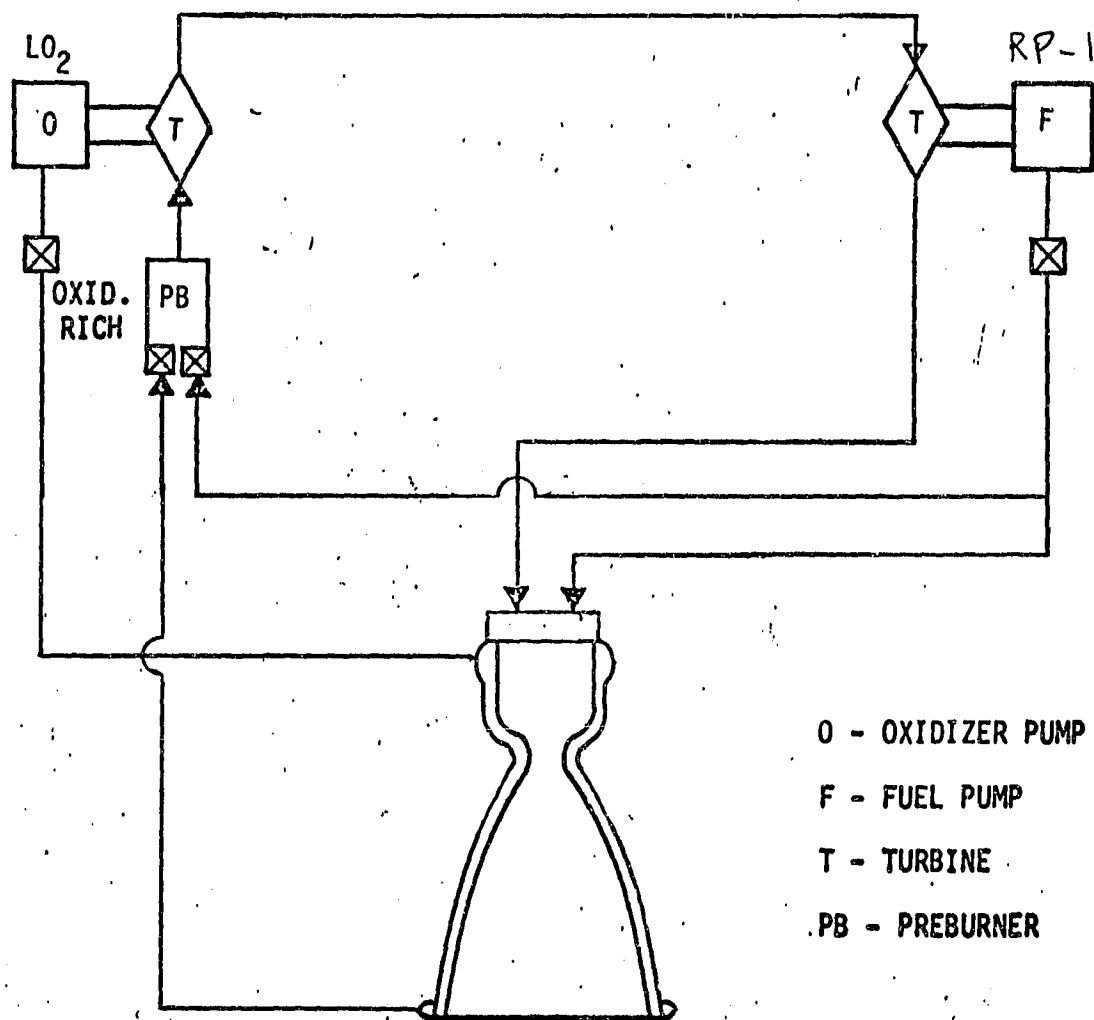 LO2
RP-1
O
T
T
F
OXID.
RICH
PB
O - OXIDIZER PUMP
F - FUEL PUMP
T - TURBINE
PB - PREBURNER